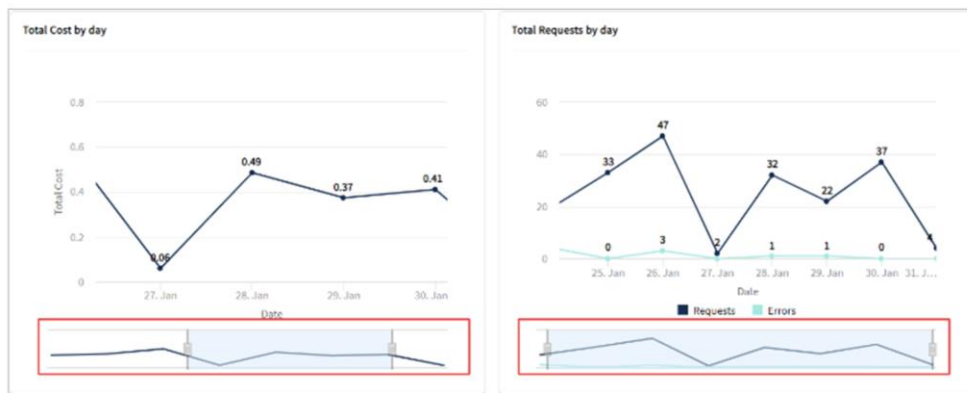 Total Cost by day
0.8
0.6
0.4
0.2
0
Total Cost
0.06
0.49
0.37
0.41
27. Jan
28. Jan
29. Jan
30. Jan
Date
Total Requests by day
60
40
20
0
33
47
2
32
22
37
4
0
3
1
1
0
25. Jan
26. Jan
27. Jan
28. Jan
29. Jan
30. Jan
31. J...
Date
Requests
Errors